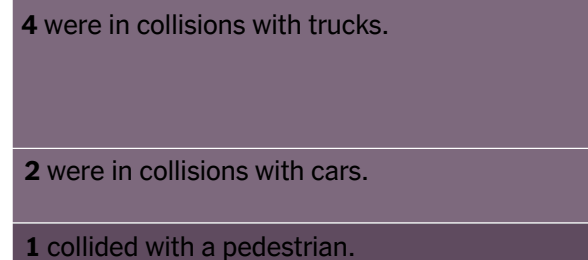 4 were in collisions with trucks.
2 were in collisions with cars.
1 collided with a pedestrian.